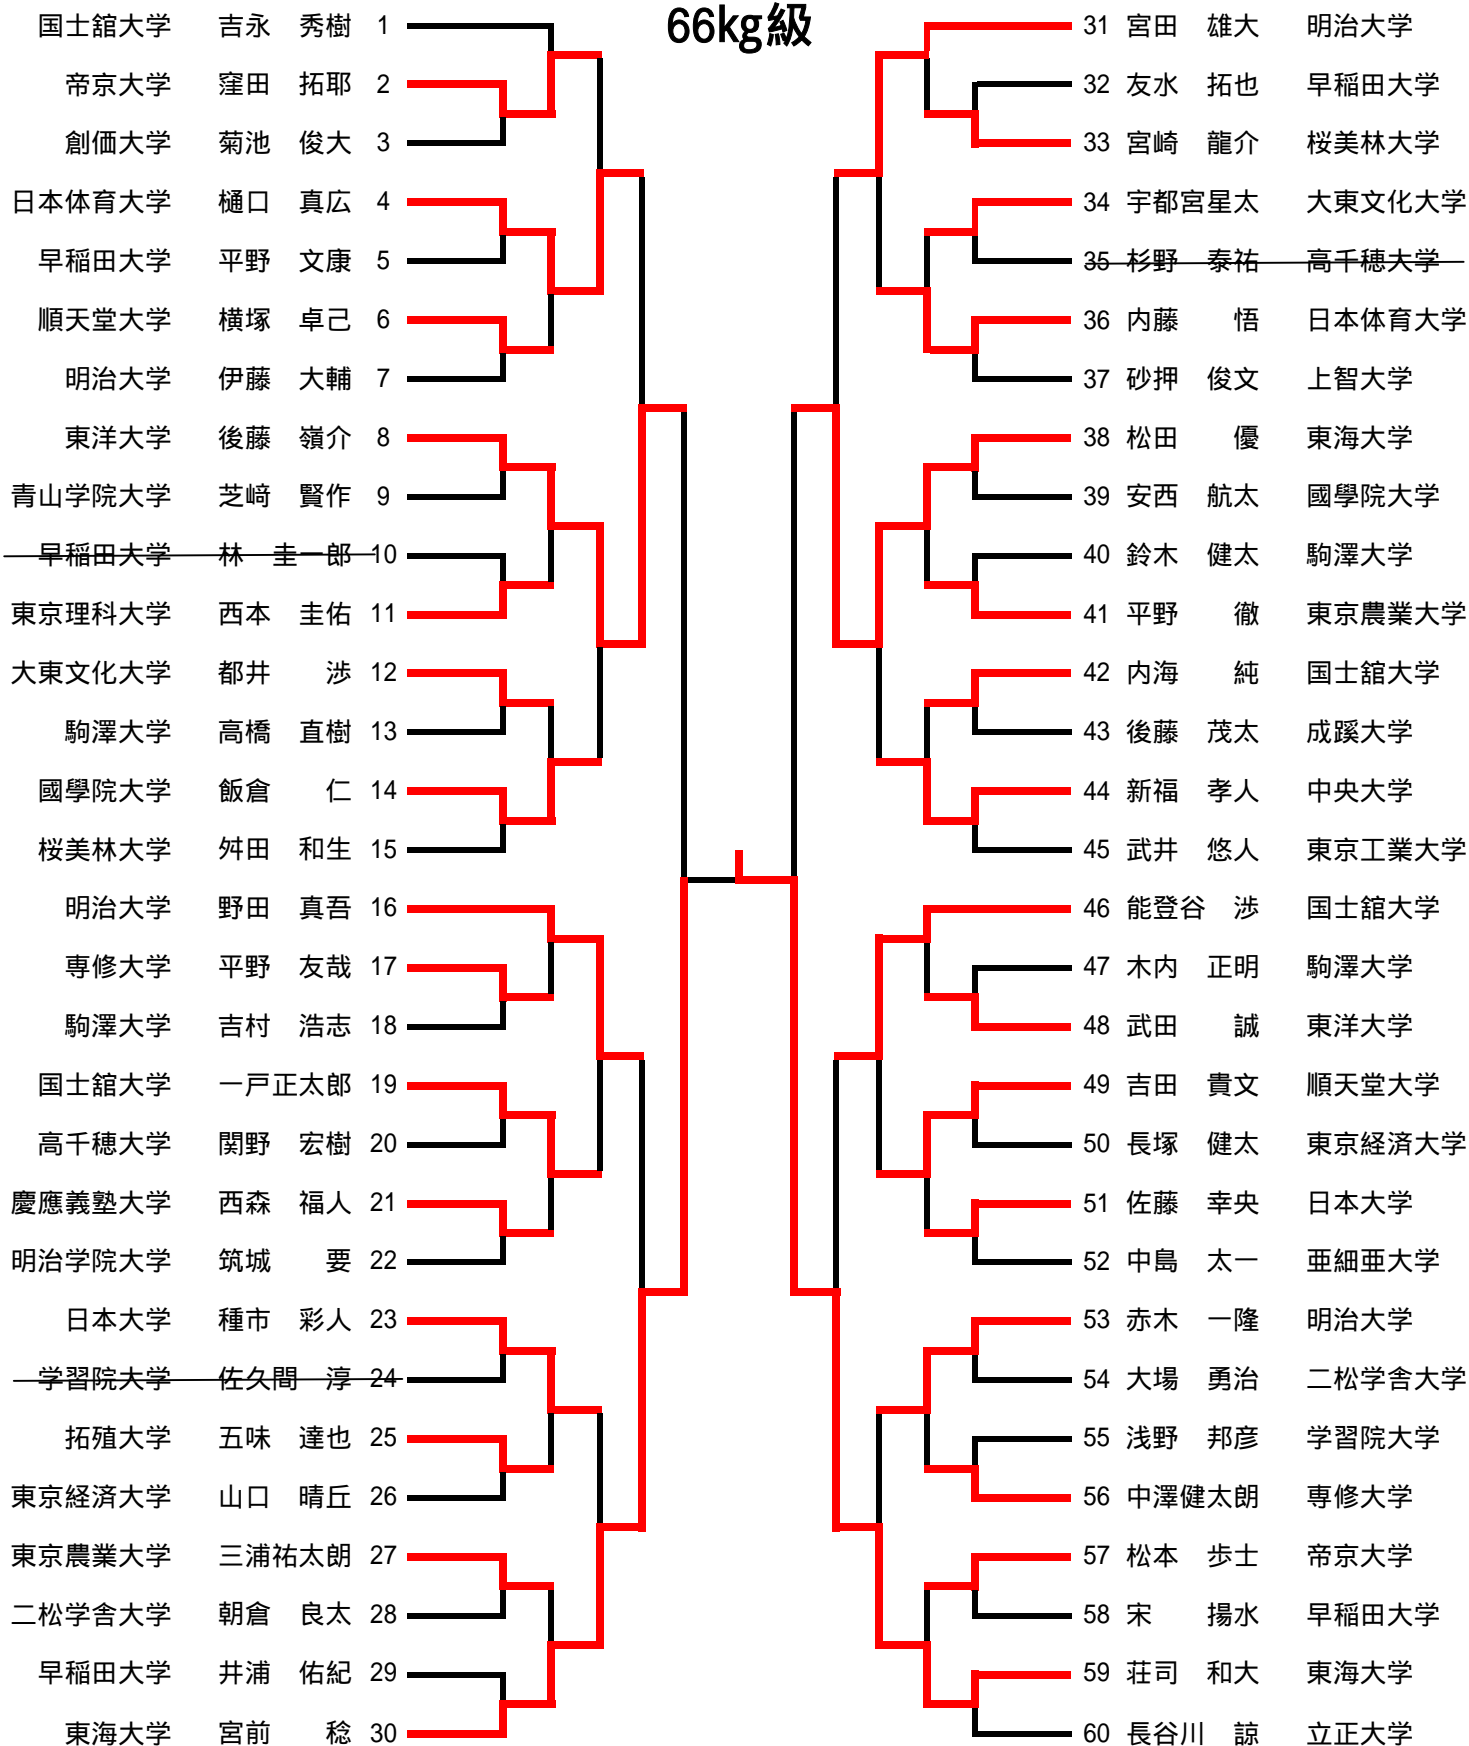 66kg級
国士舘大学 吉永 秀樹 1
帝京大学 窪田 拓耶 2
創価大学 菊池 俊大 3
日本体育大学 樋口 真広 4
早稲田大学 平野 文康 5
順天堂大学 横塚 卓己 6
明治大学 伊藤 大輔 7
東洋大学 後藤 嶺介 8
青山学院大学 芝﨑 賢作 9
早稲田大学 林 圭一郎 10
東京理科大学 西本 圭佑 11
大東文化大学 都井 渉 12
駒澤大学 高橋 直樹 13
國學院大学 飯倉 仁 14
桜美林大学 舛田 和生 15
明治大学 野田 真吾 16
専修大学 平野 友哉 17
駒澤大学 吉村 浩志 18
国士舘大学 一戸正太郎 19
高千穂大学 関野 宏樹 20
慶應義塾大学 西森 福人 21
明治学院大学 筑城 要 22
日本大学 種市 彩人 23
学習院大学 佐久間 淳 24
拓殖大学 五味 達也 25
東京経済大学 山口 晴丘 26
東京農業大学 三浦祐太朗 27
二松学舎大学 朝倉 良太 28
早稲田大学 井浦 佑紀 29
東海大学 宮前 稔 30
31 宮田 雄大 明治大学
32 友水 拓也 早稲田大学
33 宮崎 龍介 桜美林大学
34 宇都宮星太 大東文化大学
35 杉野 泰祐 高千穂大学
36 内藤 悟 日本体育大学
37 砂押 俊文 上智大学
38 松田 優 東海大学
39 安西 航太 國學院大学
40 鈴木 健太 駒澤大学
41 平野 徹 東京農業大学
42 内海 純 国士舘大学
43 後藤 茂太 成蹊大学
44 新福 孝人 中央大学
45 武井 悠人 東京工業大学
46 能登谷 渉 国士舘大学
47 木内 正明 駒澤大学
48 武田 誠 東洋大学
49 吉田 貴文 順天堂大学
50 長塚 健太 東京経済大学
51 佐藤 幸央 日本大学
52 中島 太一 亜細亜大学
53 赤木 一隆 明治大学
54 大場 勇治 二松学舎大学
55 浅野 邦彦 学習院大学
56 中澤健太朗 専修大学
57 松本 歩士 帝京大学
58 宋 揚水 早稲田大学
59 荘司 和大 東海大学
60 長谷川 諒 立正大学